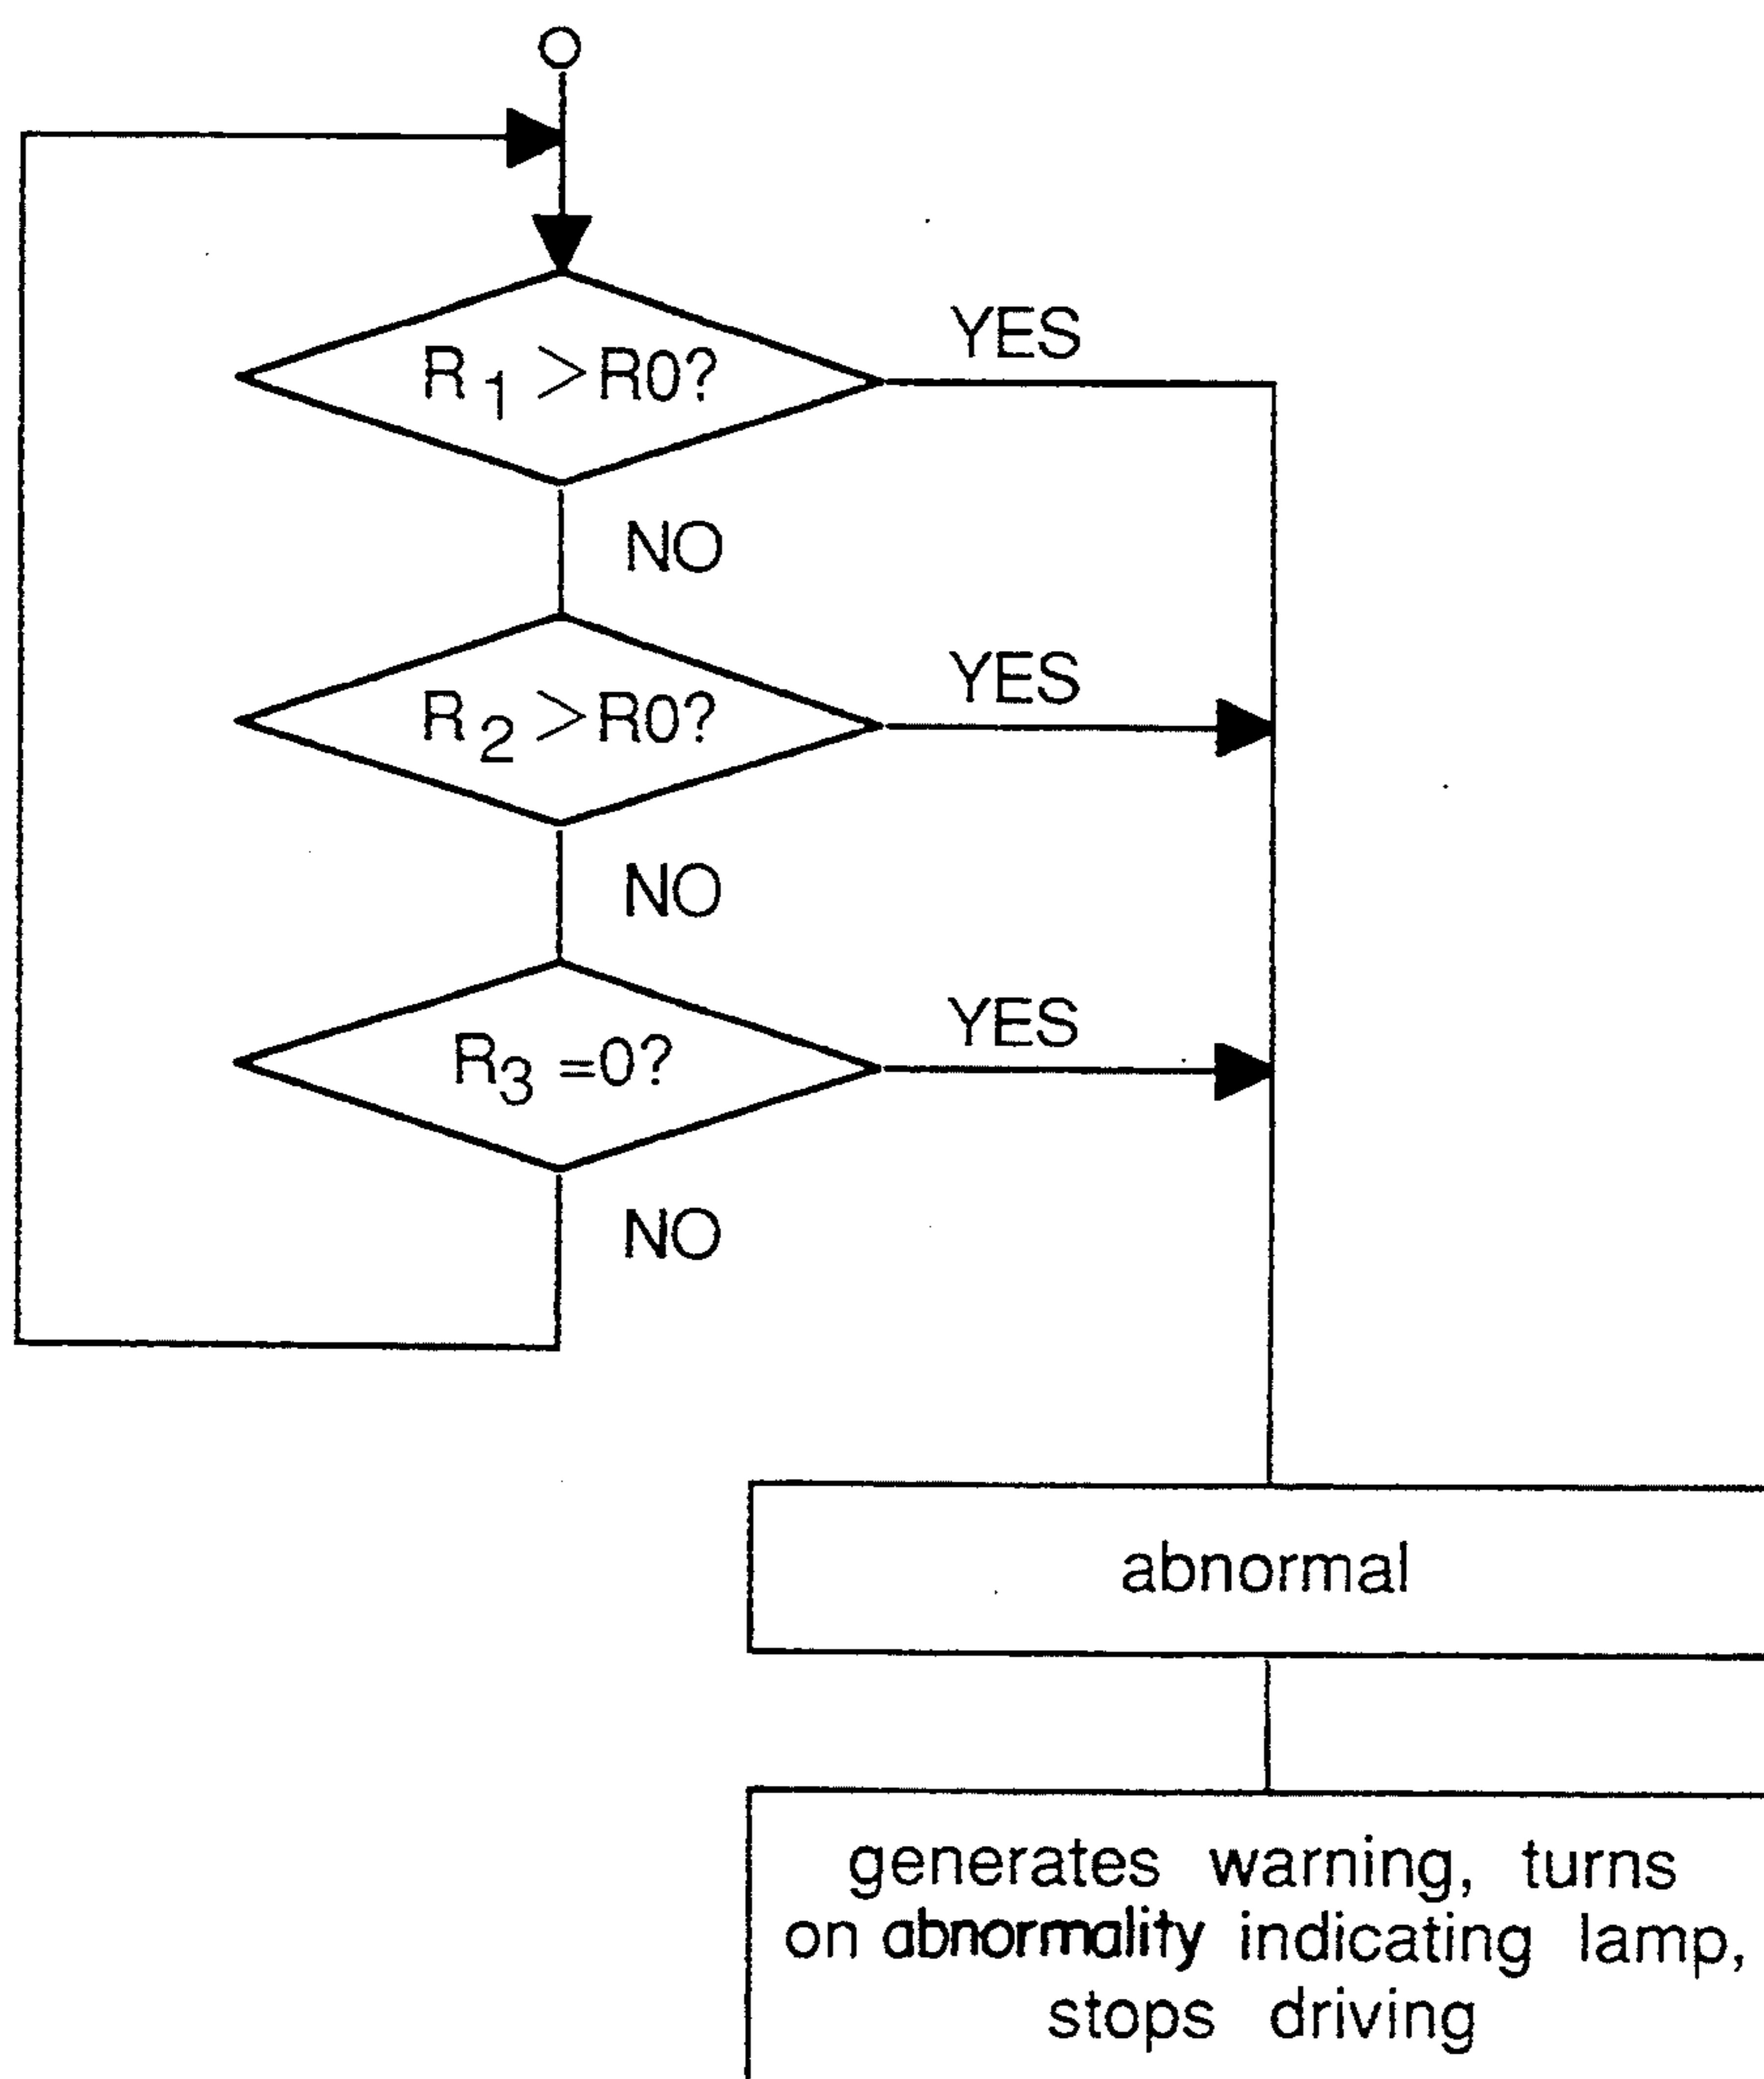 R₁ >R0?
YES
NO
R₂ >R0?
YES
NO
R₃ =0?
YES
NO
abnormal
generates warning, turns
on abnormality indicating lamp,
stops driving